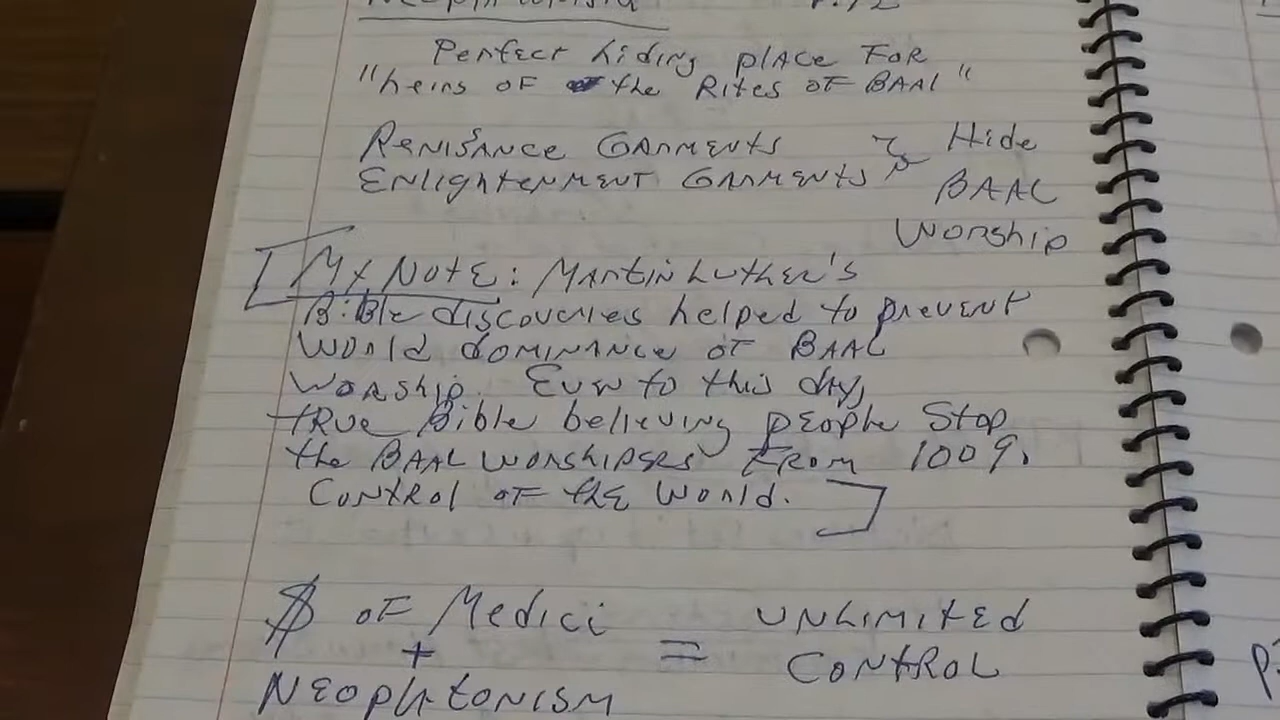 P.72
Perfect hiding place For
"heirs of the Rites of BAAL"
Renisance Garments Hide
Enlightenment Garments BAAL
Worship
[My Note: Martin Luther's
Bible discoveries helped to prevent
World dominance of BAAL
Worship. Even to this day,
true Bible believing people Stop
the BAAL worshipers From 100%
Control of the World.]
$ of Medici
+ = UNLIMITED
CONTROL
Neoplatonism